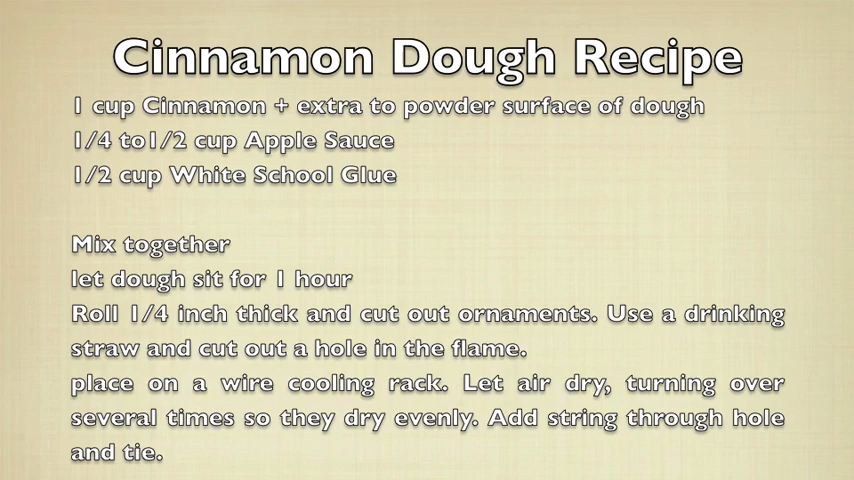 Cinnamon Dough Recipe
1 cup Cinnamon + extra to powder surface of dough
1/4 to1/2 cup Apple Sauce
1/2 cup White School Glue
Mix together
let dough sit for 1 hour
Roll 1/4 inch thick and cut out ornaments. Use a drinking
straw and cut out a hole in the flame.
place on a wire cooling rack. Let air dry, turning over
several times so they dry evenly. Add string through hole
and tie.